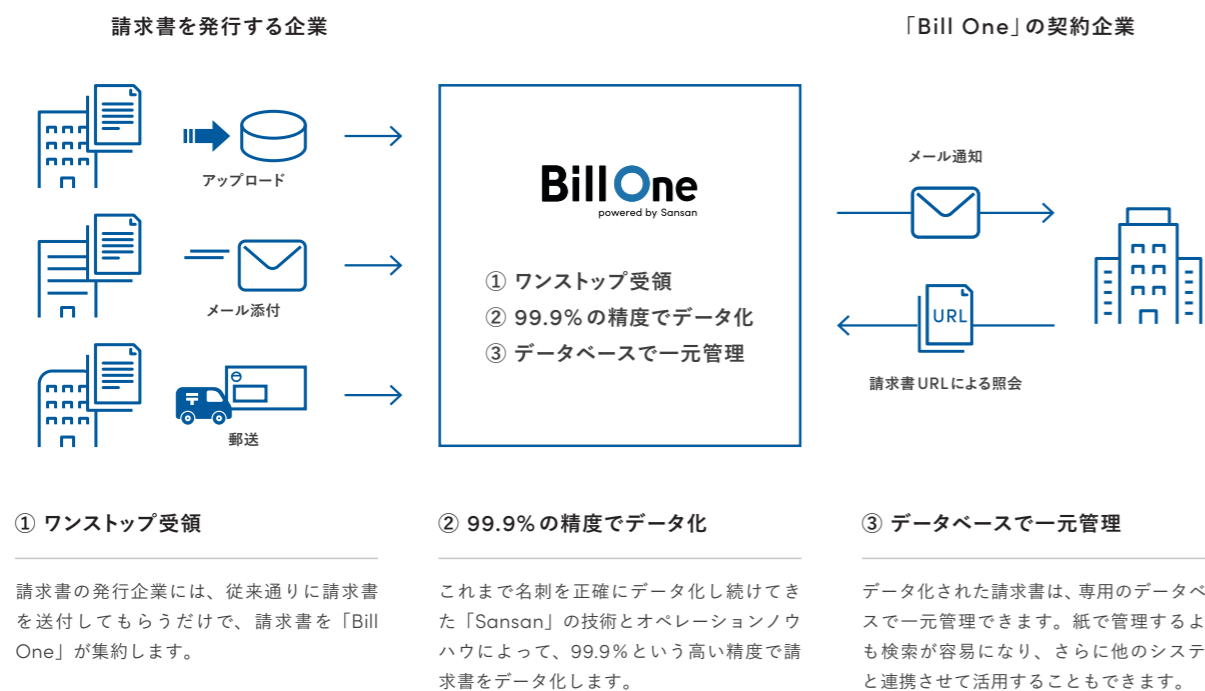 請求書を発行する企業
「Bill One」の契約企業
アップロード
メール添付
〒
郵送
Bill One
powered by Sansan
① ワンストップ受領
② 99.9%の精度でデータ化
③ データベースで一元管理
メール通知
URL
請求書URLによる照会
① ワンストップ受領
請求書の発行企業には、従来通りに請求書
を送付してもらうだけで、請求書を「Bill
One」が集約します。
② 99.9%の精度でデータ化
これまで名刺を正確にデータ化し続けてき
た「Sansan」の技術とオペレーションノウ
ハウによって、99.9%という高い精度で請
求書をデータ化します。
③ データベースで一元管理
データ化された請求書は、専用のデータベ
スで一元管理できます。紙で管理するよ
も検索が容易になり、さらに他のシステ
と連携させて活用することもできます。